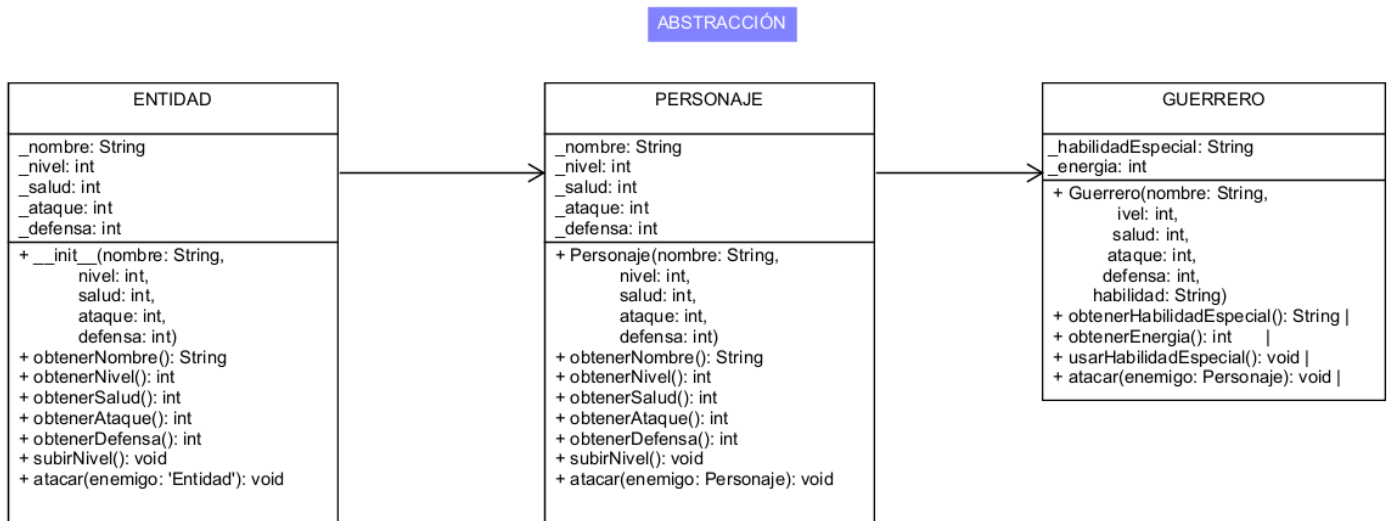 ABSTRACCIÓN
ENTIDAD
_nombre: String
_nivel: int
_salud: int
_ataque: int
_defensa: int
+ __init__(nombre: String,
nivel: int,
salud: int,
ataque: int,
defensa: int)
+ obtenerNombre(): String
+ obtenerNivel(): int
+ obtenerSalud(): int
+ obtenerAtaque(): int
+ obtenerDefensa(): int
+ subirNivel(): void
+ atacar(enemigo: 'Entidad'): void
PERSONAJE
_nombre: String
_nivel: int
_salud: int
_ataque: int
_defensa: int
+ Personaje(nombre: String,
nivel: int,
salud: int,
ataque: int,
defensa: int)
+ obtenerNombre(): String
+ obtenerNivel(): int
+ obtenerSalud(): int
+ obtenerAtaque(): int
+ obtenerDefensa(): int
+ subirNivel(): void
+ atacar(enemigo: Personaje): void
GUERRERO
_habilidadEspecial: String
_energia: int
+ Guerrero(nombre: String,
ivel: int,
salud: int,
ataque: int,
defensa: int,
habilidad: String)
+ obtenerHabilidadEspecial(): String |
+ obtenerEnergia(): int |
+ usarHabilidadEspecial(): void |
+ atacar(enemigo: Personaje): void |